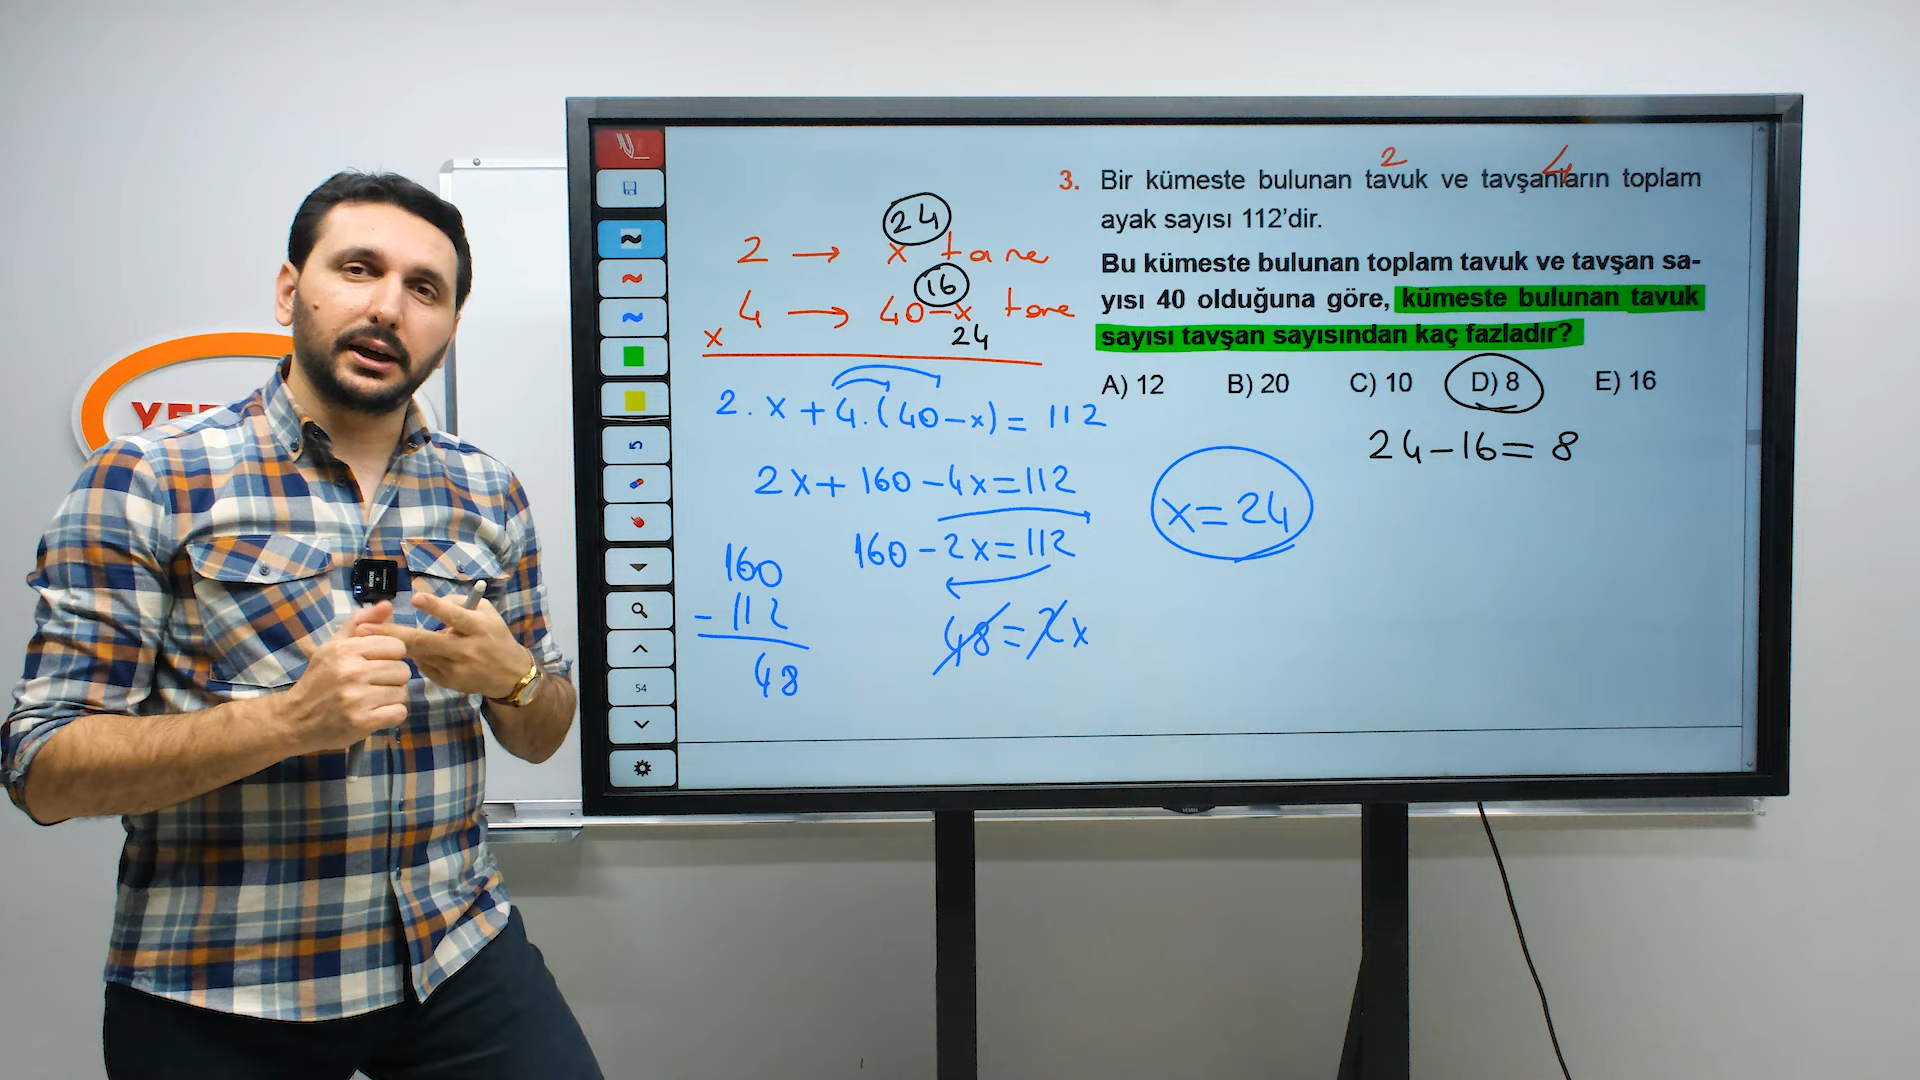 3. Bir kümeste bulunan tavuk ve tavşanların toplam
ayak sayısı 112'dir.
Bu kümeste bulunan toplam tavuk ve tavşan sa-
yısı 40 olduğuna göre, kümeste bulunan tavuk
sayısı tavşan sayısından kaç fazladır?
A) 12 B) 20 C) 10 D) 8 E) 16
2 4
24 - 16 = 8
24
2 → x tane
16
4 → 40-x tane
x 24
2.x + 4.(40-x) = 112
2x + 160 - 4x = 112
160 - 2x = 112
48 = 2x
x = 24
160
- 112
48
54